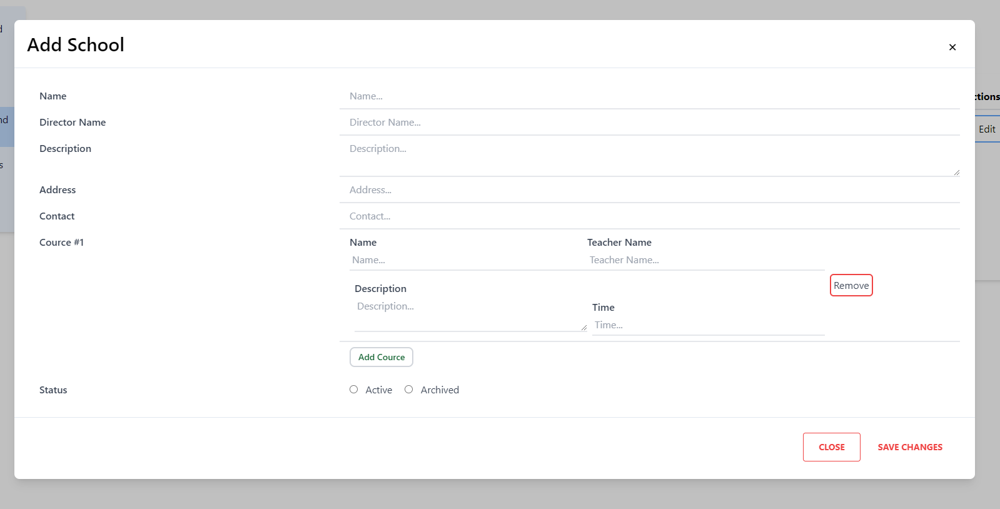 Add School
×
Name
Name...
Director Name
Director Name...
Description
Description...
Address
Address...
Contact
Contact...
Cource #1
Name
Teacher Name
Name...
Teacher Name...
Remove
Description
Description...
Time
Time...
Add Cource
Status
Active
Archived
CLOSE
SAVE CHANGES
ctions
Edit
d
nd
s